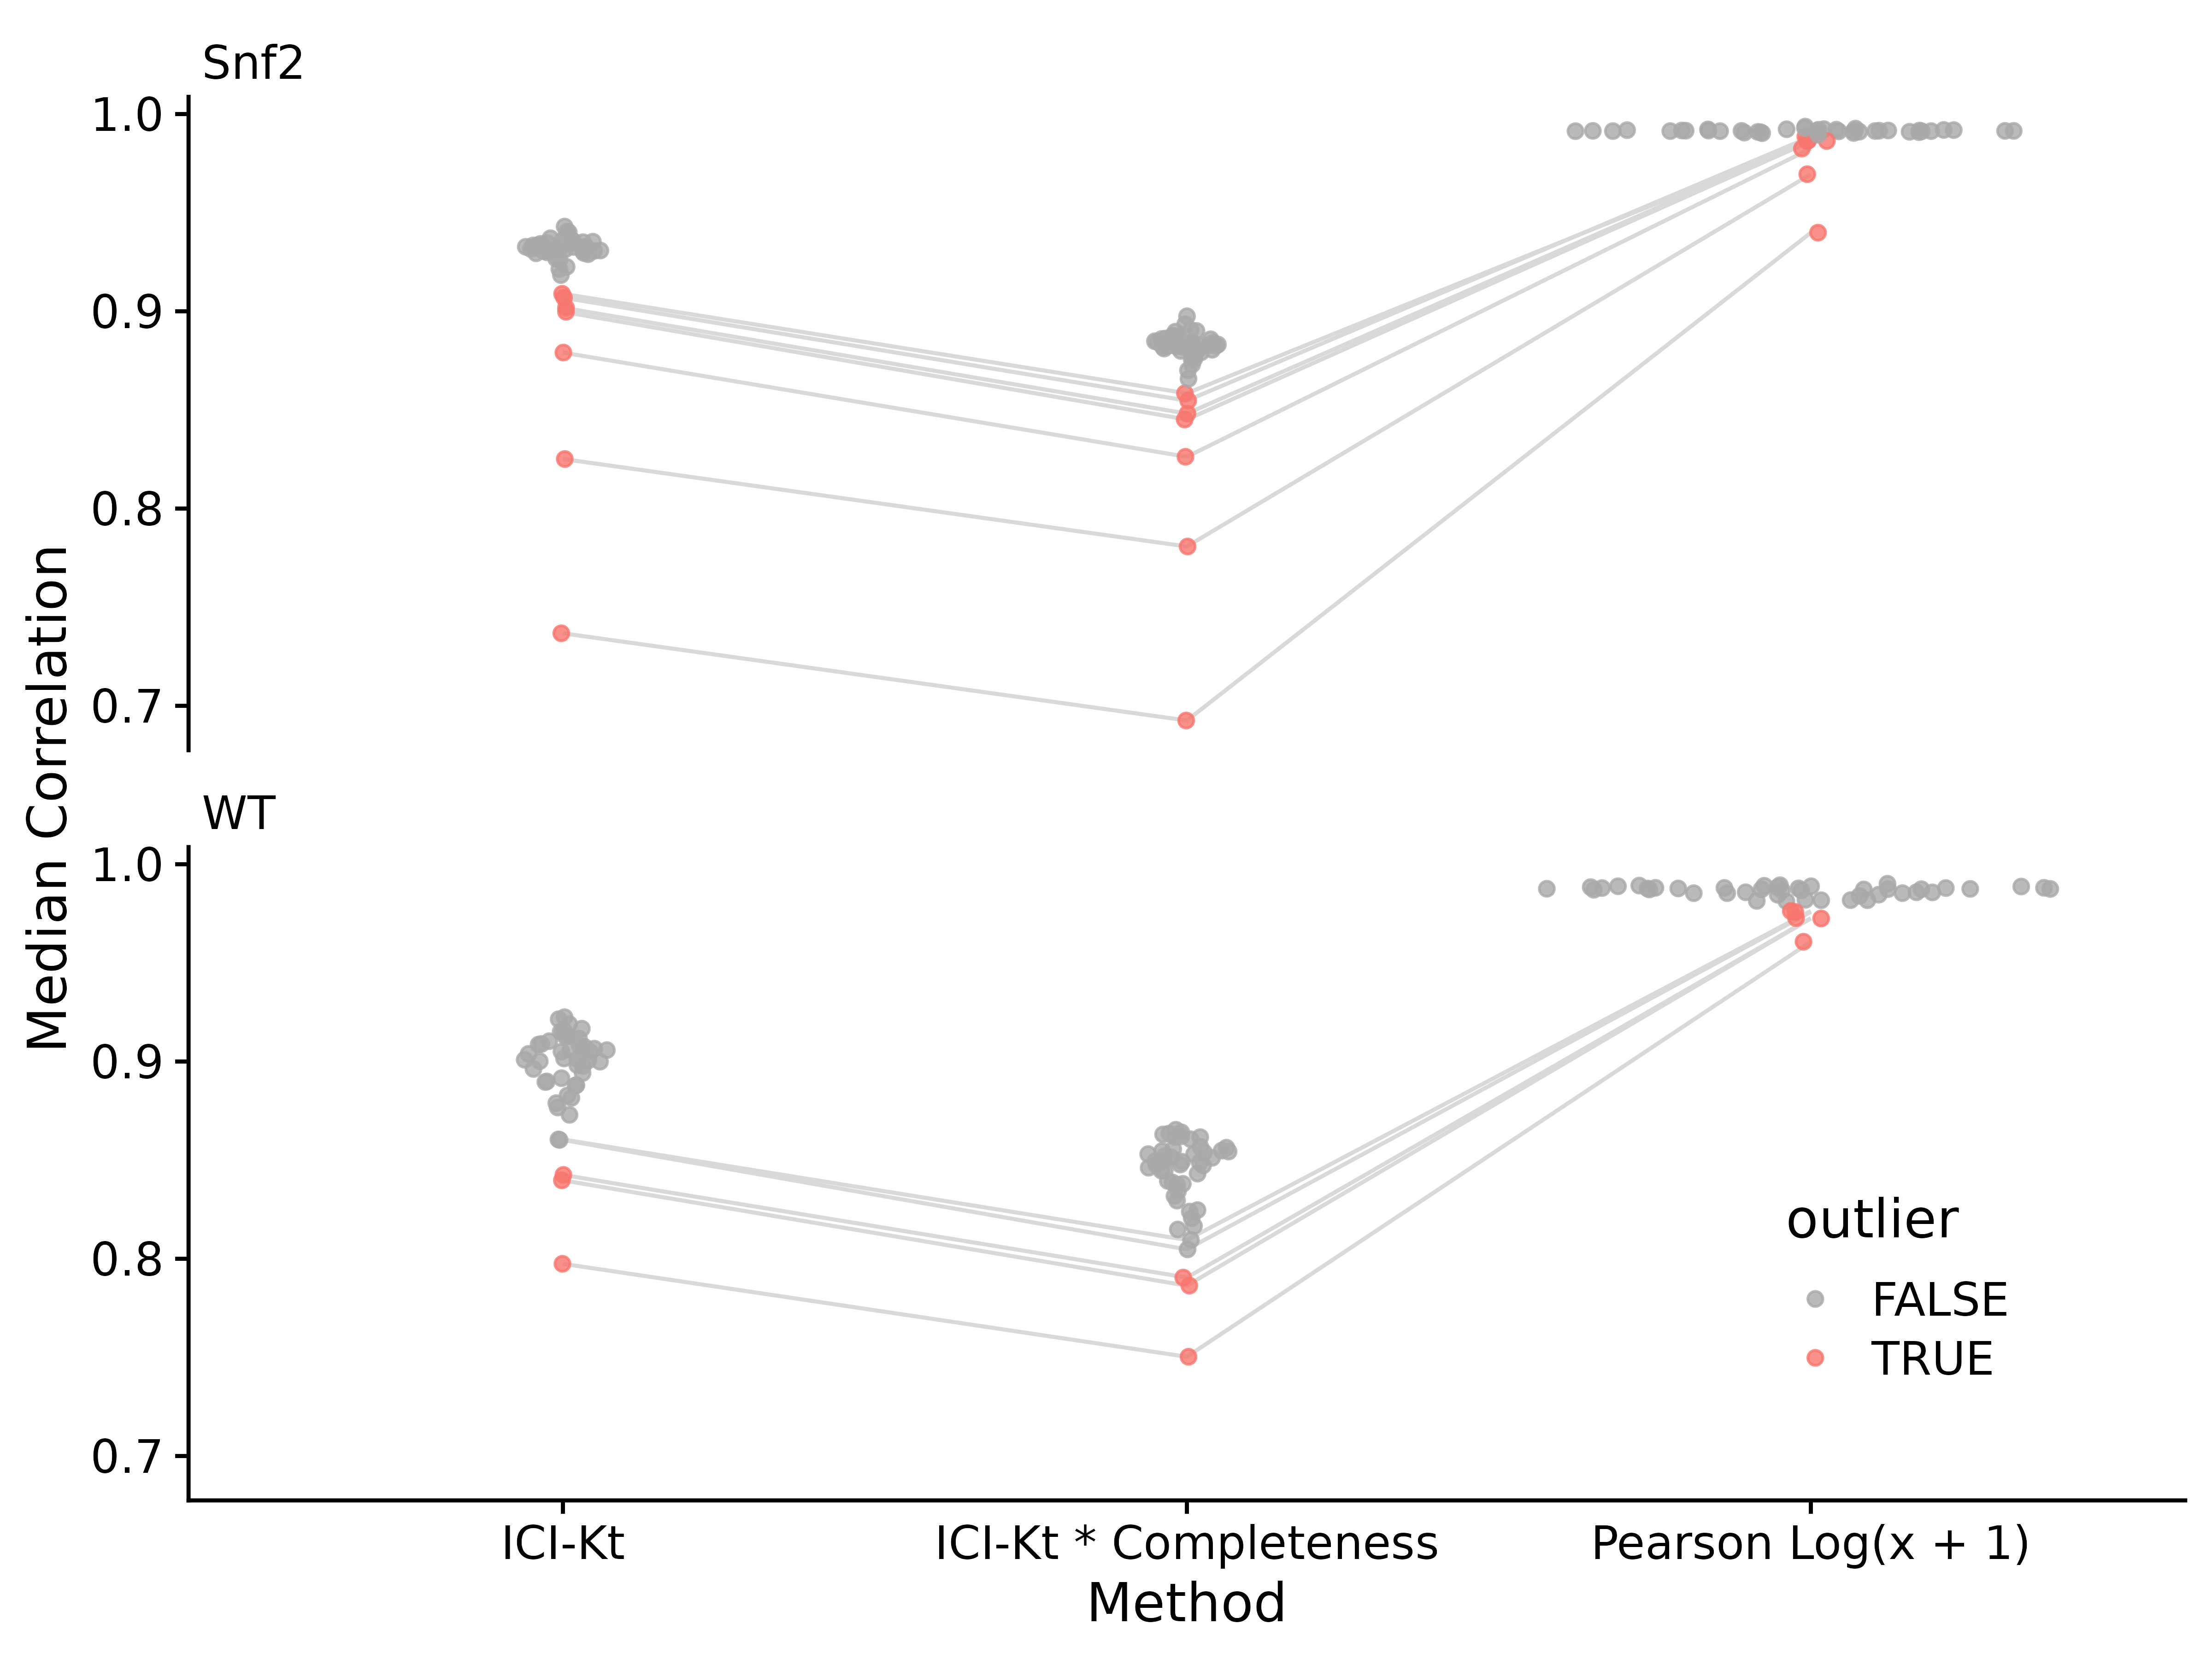 Snf2
1.0
0.9
0.8
0.7
Median Correlation
WT
1.0
0.9
0.8
0.7
outlier
FALSE
TRUE
ICI-Kt
ICI-Kt * Completeness
Pearson Log(x + 1)
Method